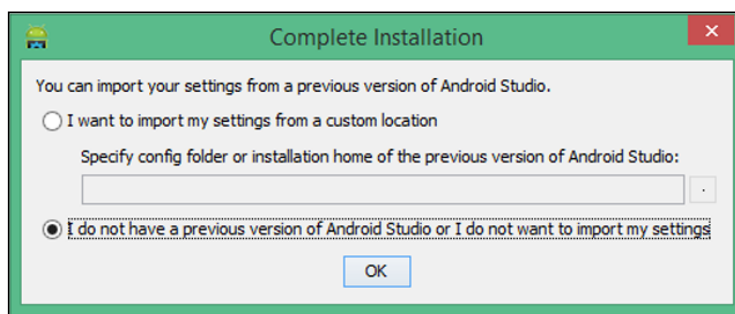 Complete Installation
You can import your settings from a previous version of Android Studio.
I want to import my settings from a custom location
Specify config folder or installation home of the previous version of Android Studio:
.
I do not have a previous version of Android Studio or I do not want to import my settings
OK